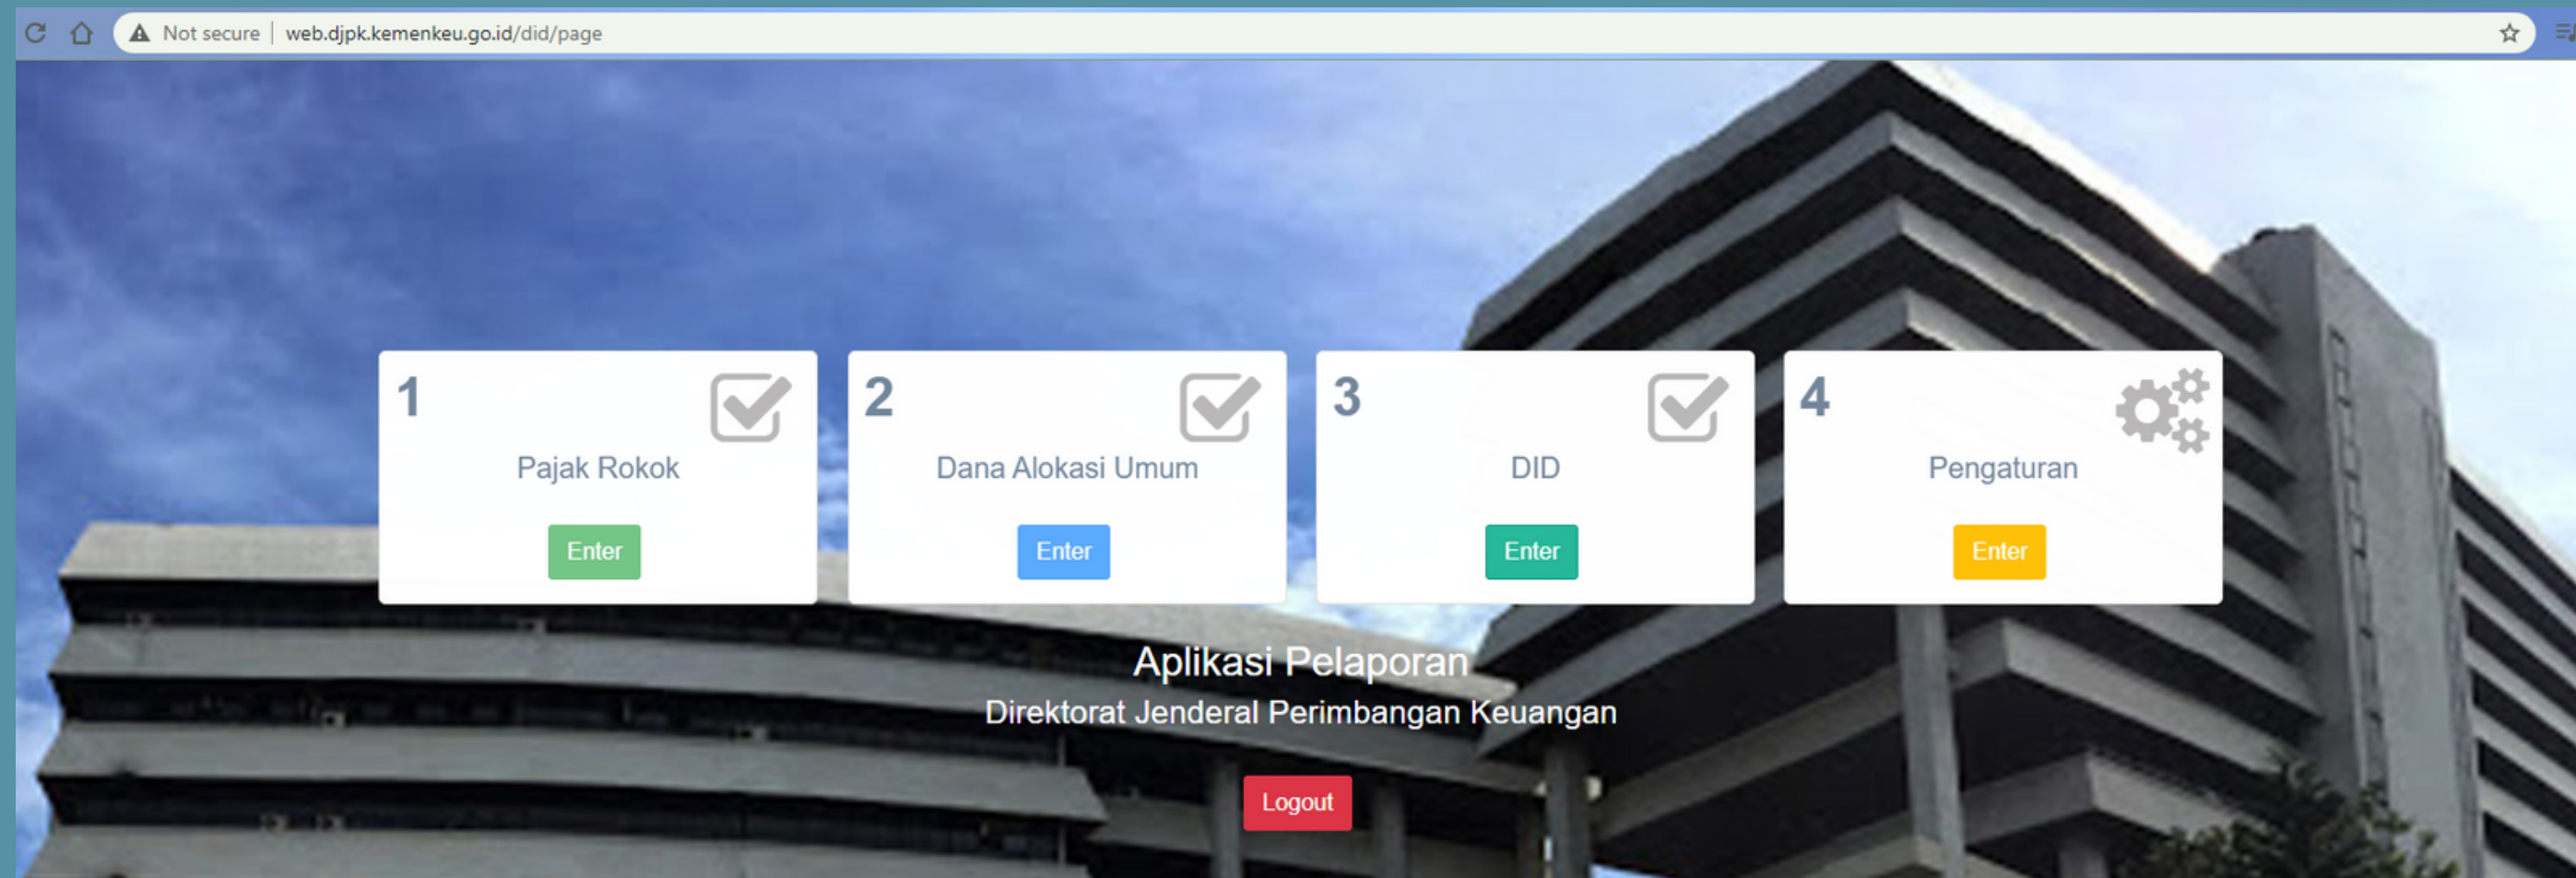 Not secure | web.djpk.kemenkeu.go.id/did/page
1
Pajak Rokok
Enter
2
Dana Alokasi Umum
Enter
3
DID
Enter
4
Pengaturan
Enter
Aplikasi Pelaporan
Direktorat Jenderal Perimbangan Keuangan
Logout